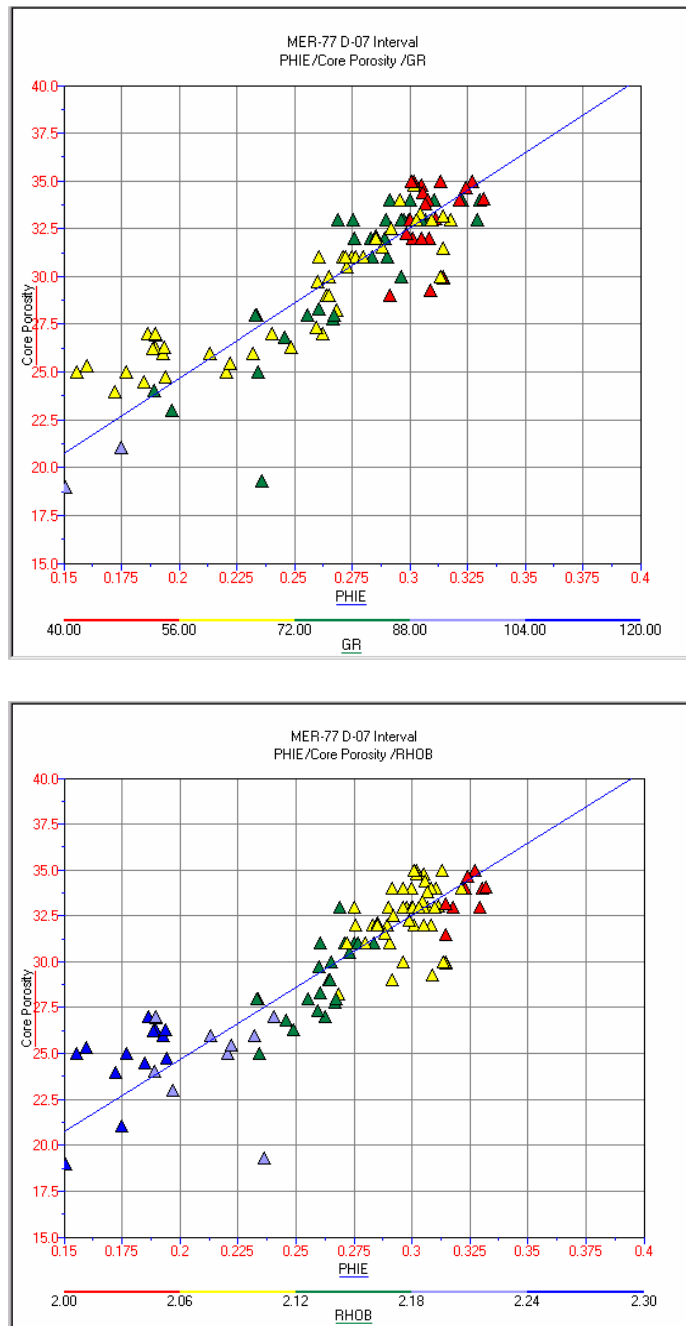 MER-77 D-07 Interval
PHIE/Core Porosity /GR
40.0
37.5
35.0
32.5
30.0
27.5
25.0
22.5
20.0
17.5
15.0
Core Porosity
0.15 0.175 0.2 0.225 0.25 0.275 0.3 0.325 0.35 0.375 0.4
PHIE
40.00 56.00 72.00 88.00 104.00 120.00
GR
MER-77 D-07 Interval
PHIE/Core Porosity /RHOB
40.0
37.5
35.0
32.5
30.0
27.5
25.0
22.5
20.0
17.5
15.0
Core Porosity
0.15 0.175 0.2 0.225 0.25 0.275 0.3 0.325 0.35 0.375 0.4
PHIE
2.00 2.06 2.12 2.18 2.24 2.30
RHOB